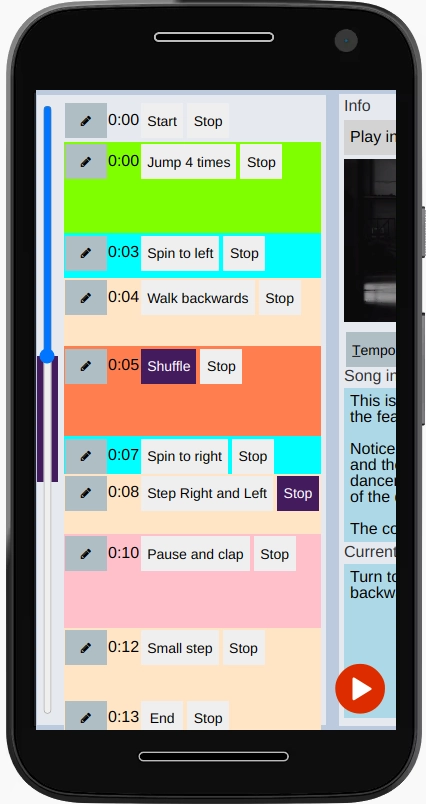 0:00 Start Stop
0:00 Jump 4 times Stop
0:03 Spin to left Stop
0:04 Walk backwards Stop
0:05 Shuffle Stop
0:07 Spin to right Stop
0:08 Step Right and Left Stop
0:10 Pause and clap Stop
0:12 Small step Stop
0:13 End Stop
Info
Play in
Tempo
Song in
This is
the fea
Notice
and the
dancer
of the
The co
Current
Turn to
backw